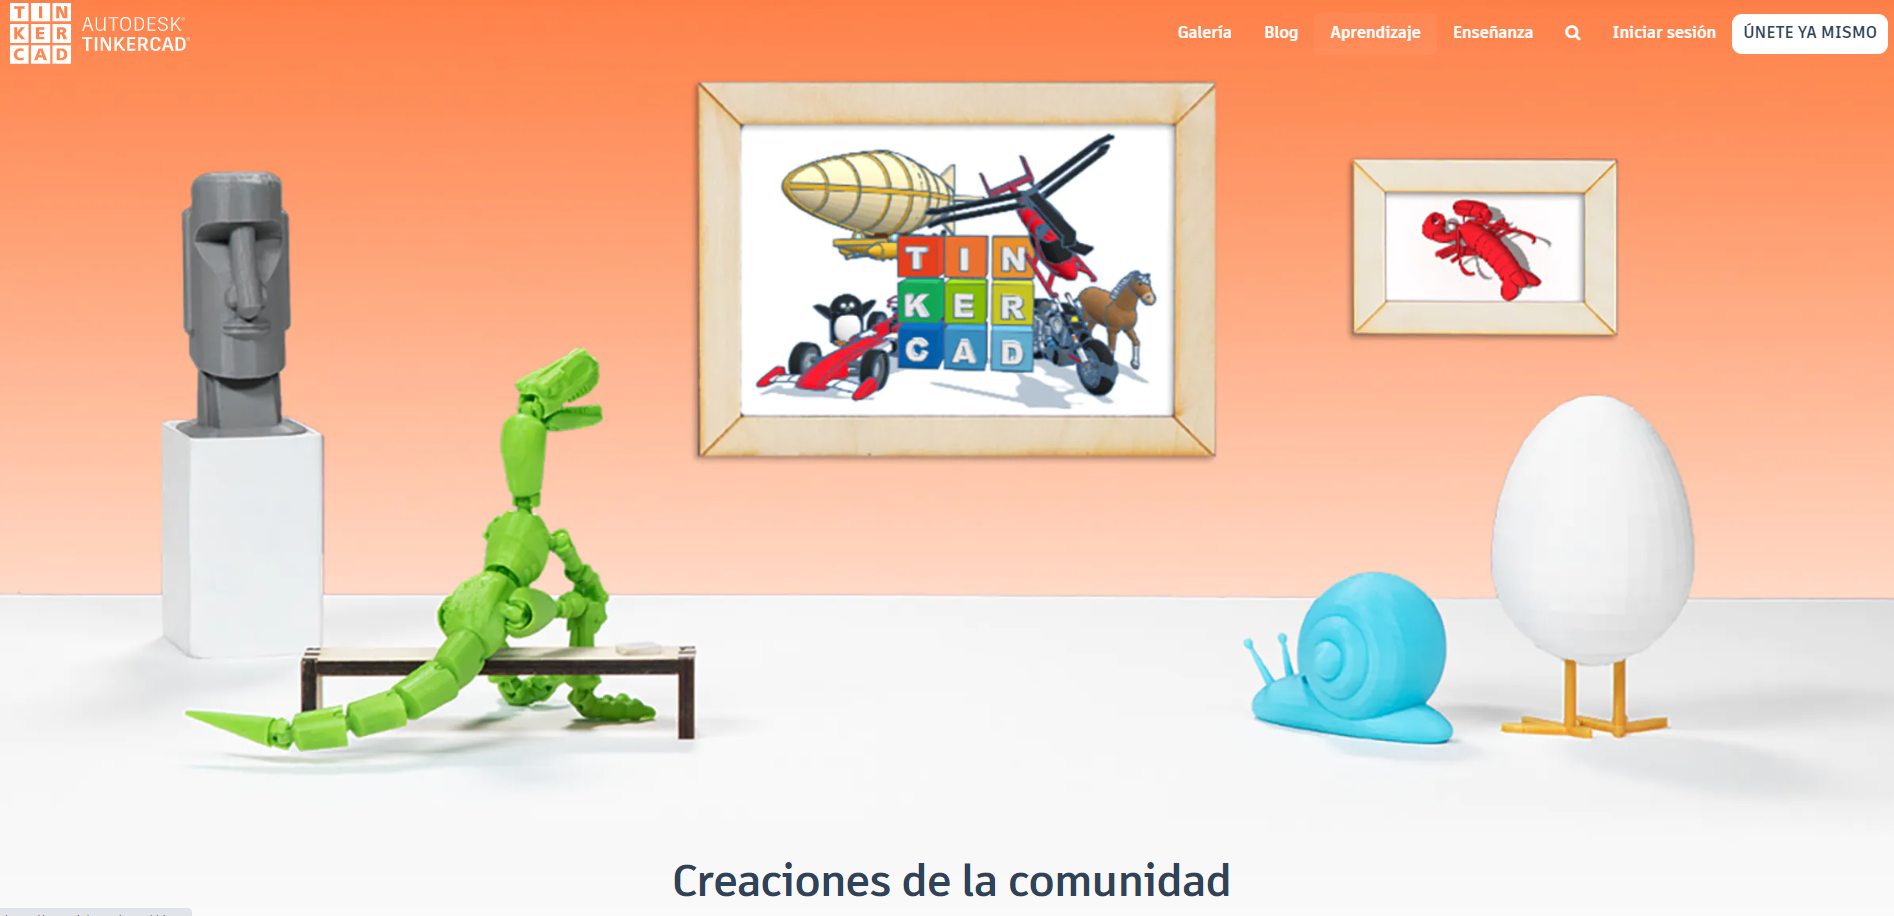 TIN
KER
CAD
AUTODESK®
TINKERCAD®
Galería
Blog
Aprendizaje
Enseñanza
Iniciar sesión
ÚNETE YA MISMO
TIN
KER
CAD
Creaciones de la comunidad